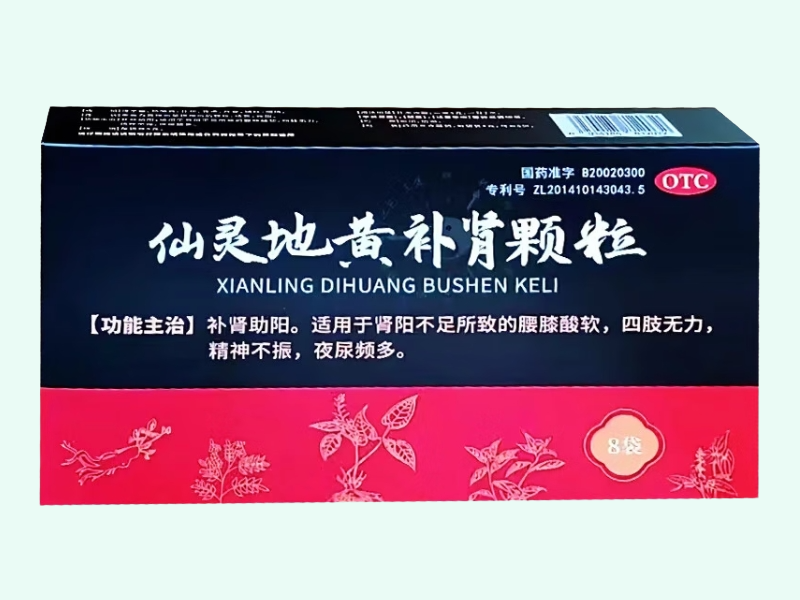 国药准字 B20020300
专利号 ZL201410143043.5
OTC
仙灵地黄补肾颗粒
XIANLING DIHUANG BUSHEN KELI
【功能主治】补肾助阳。适用于肾阳不足所致的腰膝酸软，四肢无力，
精神不振，夜尿频多。
8袋